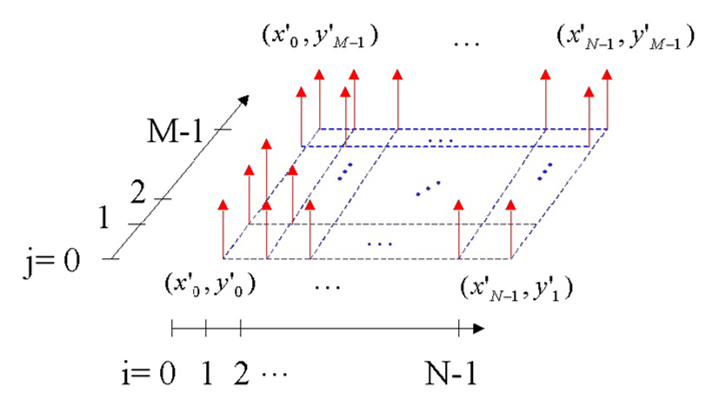 (x'₀, y'_{M-1}) ... (x'_{N-1}, y'_{M-1})
M-1
...
2
1
j= 0
...
(x'₀, y'₀) ... (x'_{N-1}, y'₁)
i= 0 1 2 ... N-1